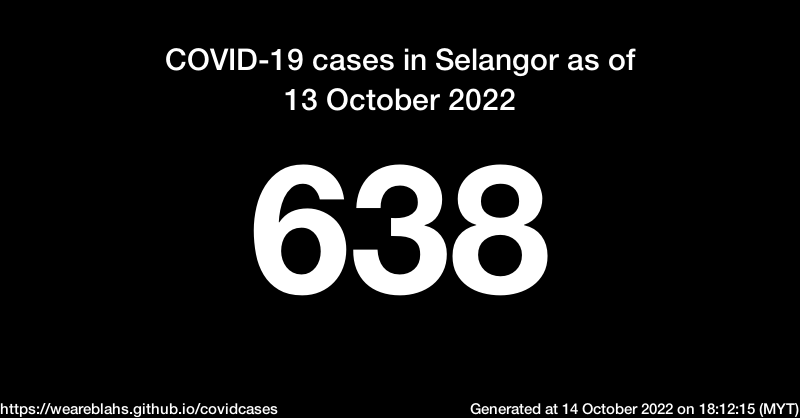 COVID-19 cases in Selangor as of
13 October 2022
638
https://weareblahs.github.io/covidcases
Generated at 14 October 2022 on 18:12:15 (MYT)